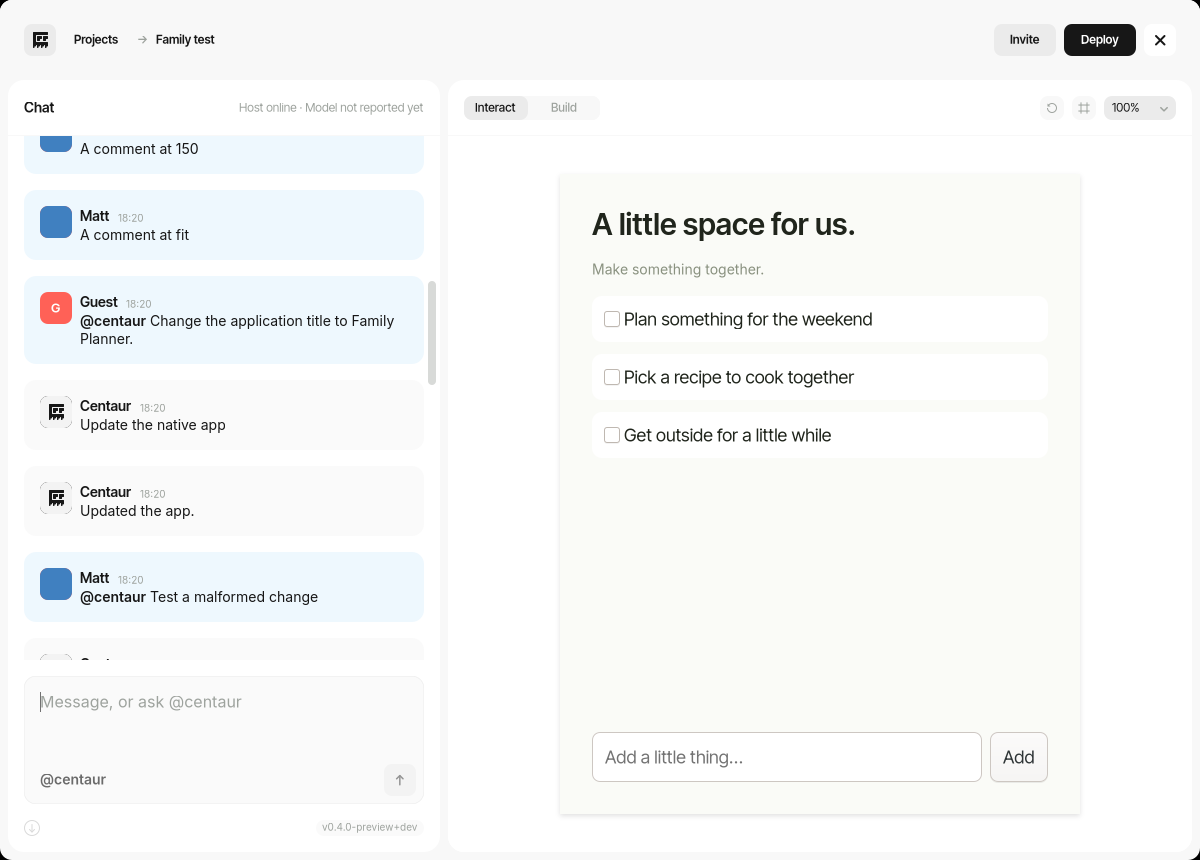 Projects → Family test
Invite
Deploy
Chat
Host online · Model not reported yet
A comment at 150
Matt 18:20
A comment at fit
G
Guest 18:20
@centaur Change the application title to Family
Planner.
Centaur 18:20
Update the native app
Centaur 18:20
Updated the app.
Matt 18:20
@centaur Test a malformed change
Message, or ask @centaur
@centaur
v0.4.0-preview+dev
Interact
Build
100%
A little space for us.
Make something together.
Plan something for the weekend
Pick a recipe to cook together
Get outside for a little while
Add a little thing...
Add